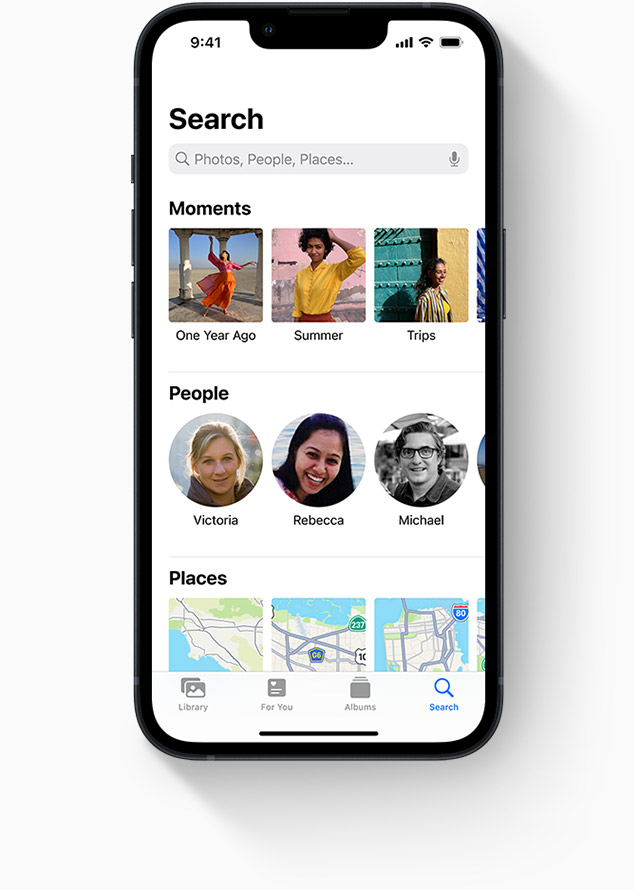 9:41
Search
Photos, People, Places...
Moments
One Year Ago
Summer
Trips
People
Victoria
Rebecca
Michael
Places
237
G6
80
Library
For You
Albums
Search